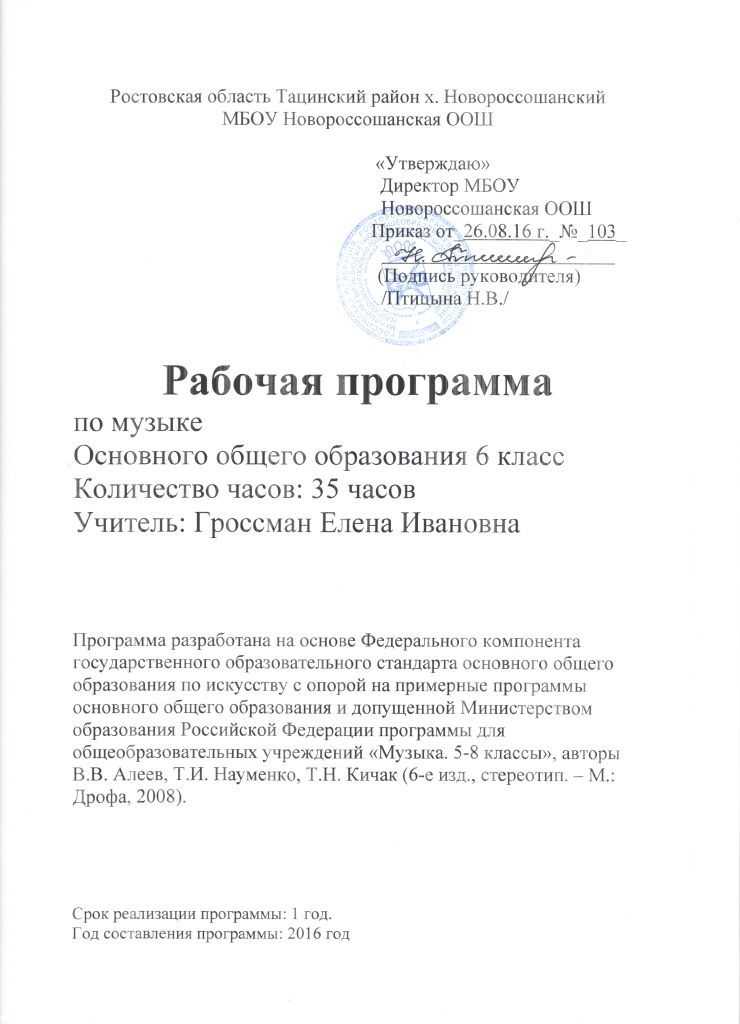 Ростовская область Тацинский район х. Новороссошанский
МБОУ Новороссошанская ООШ
«Утверждаю»
Директор МБОУ
Новороссошанская ООШ
Приказ от 26.08.16 г. № 103
(Подпись руководителя)
/Птицына Н.В./
Рабочая программа
по музыке
Основного общего образования 6 класс
Количество часов: 35 часов
Учитель: Гроссман Елена Ивановна
Программа разработана на основе Федерального компонента
государственного образовательного стандарта основного общего
образования по искусству с опорой на примерные программы
основного общего образования и допущенной Министерством
образования Российской Федерации программы для
общеобразовательных учреждений «Музыка. 5-8 классы», авторы
В.В. Алеев, Т.И. Науменко, Т.Н. Кичак (6-е изд., стереотип. – М.:
Дрофа, 2008).
Срок реализации программы: 1 год.
Год составления программы: 2016 год